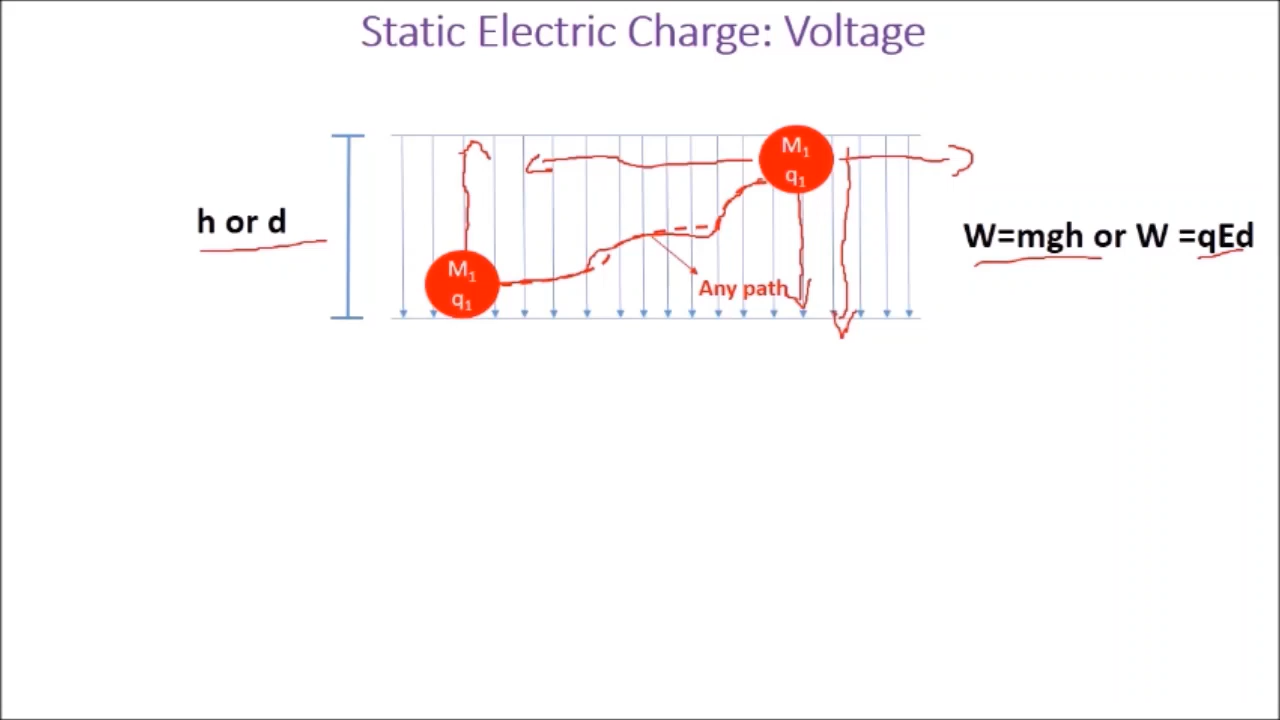 Static Electric Charge: Voltage
M₁
q₁
h or d
W=mgh or W =qEd
M₁
q₁
Any path